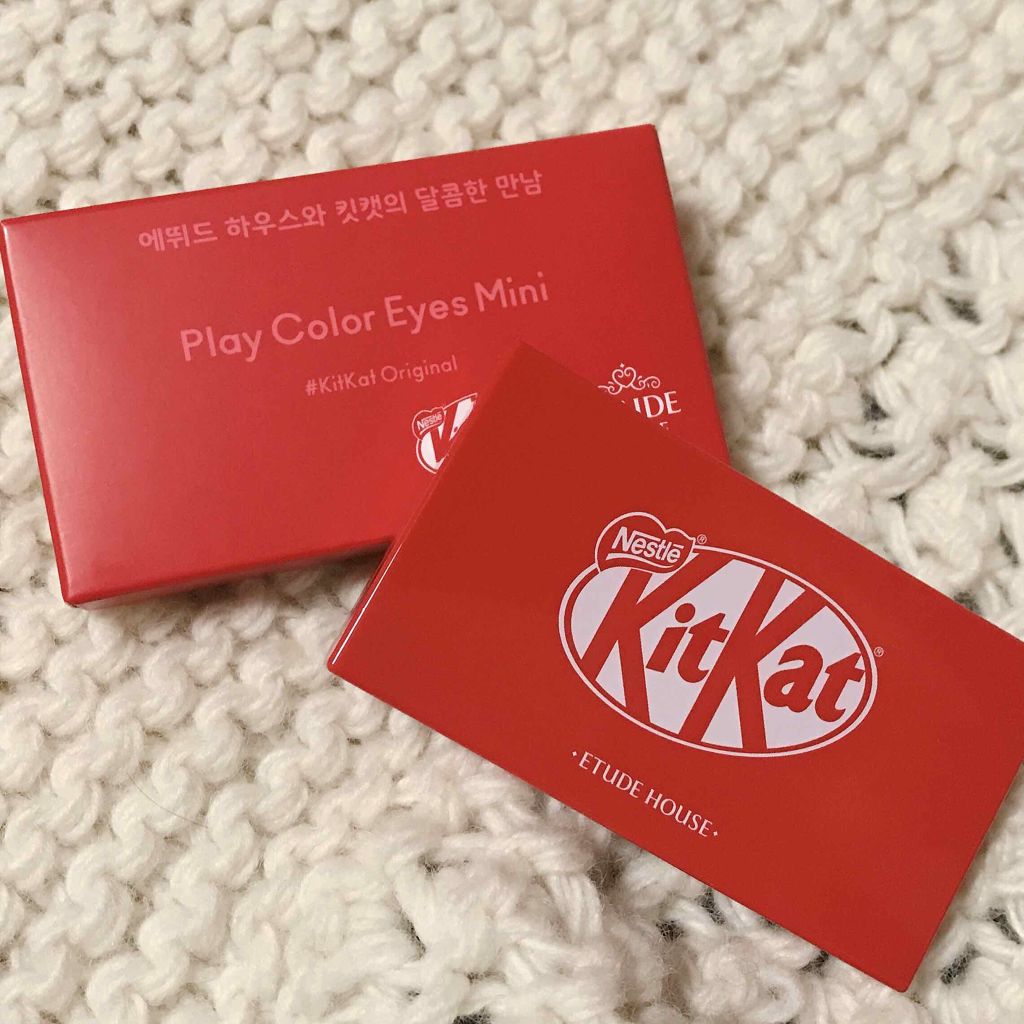 에뛰드 하우스와 킷캣의 달콤한 만남
Play Color Eyes Mini
#KitKat Original
Nestlé
Nestlé
KitKat
ETUDE HOUSE